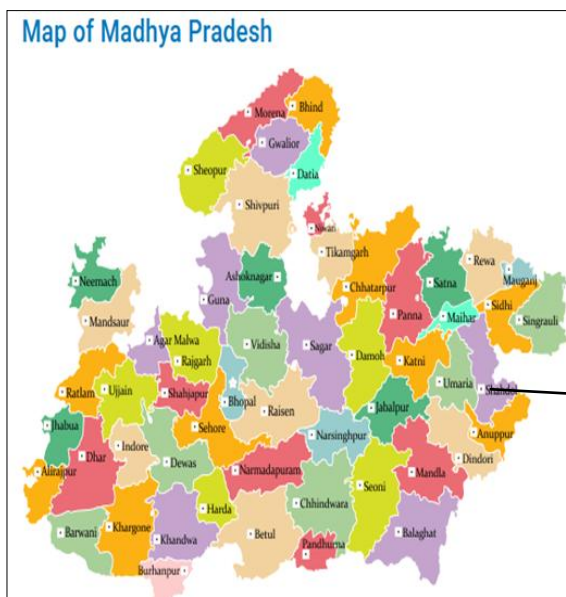 Map of Madhya Pradesh
Bhind
Morena
Gwalior
Datia
Sheopur
Shivpuri
Niwari
Tikamgarh
Rewa
Mauganj
Neemach
Ashoknagar
Chhatarpur
Satna
Sidhi
Guna
Panna
Maihar
Singrauli
Mandsaur
Agar Malwa
Vidisha
Sagar
Rajgarh
Damoh
Katni
Umaria
Shahdol
Ratlam
Ujjain
Shahjapur
Bhopal
Raisen
Jabalpur
Jhabua
Sehore
Narsinghpur
Anuppur
Indore
Dhar
Dewas
Dindori
Alirajpur
Narmadapuram
Mandla
Seoni
Chhindwara
Harda
Khargone
Barwani
Khandwa
Betul
Balaghat
Pandhurna
Burhanpur